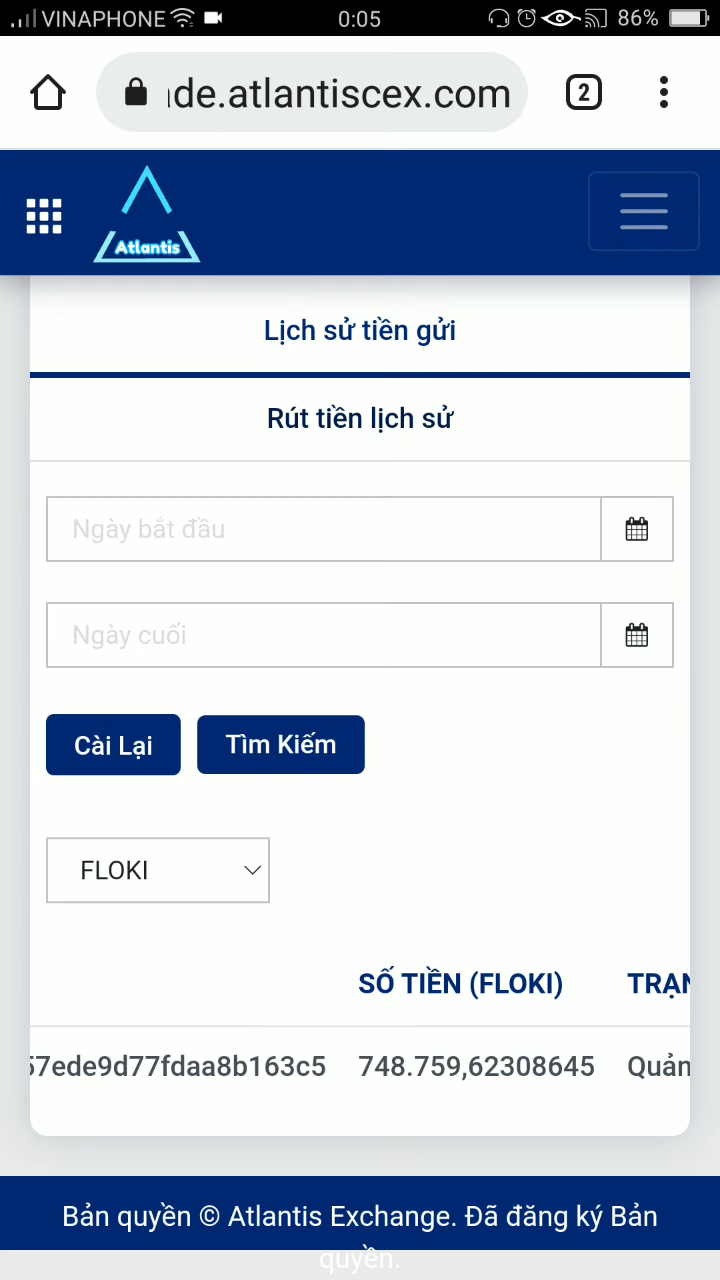 VINAPHONE 0:05 86%
de.atlantiscex.com 2
Atlantis
Lịch sử tiền gửi
Rút tiền lịch sử
Ngày bắt đầu
Ngày cuối
Cài Lại Tìm Kiếm
FLOKI
SỐ TIỀN (FLOKI) TRẠN
57ede9d77fdaa8b163c5 748.759,62308645 Quản
Bản quyền © Atlantis Exchange. Đã đăng ký Bản
quyền.